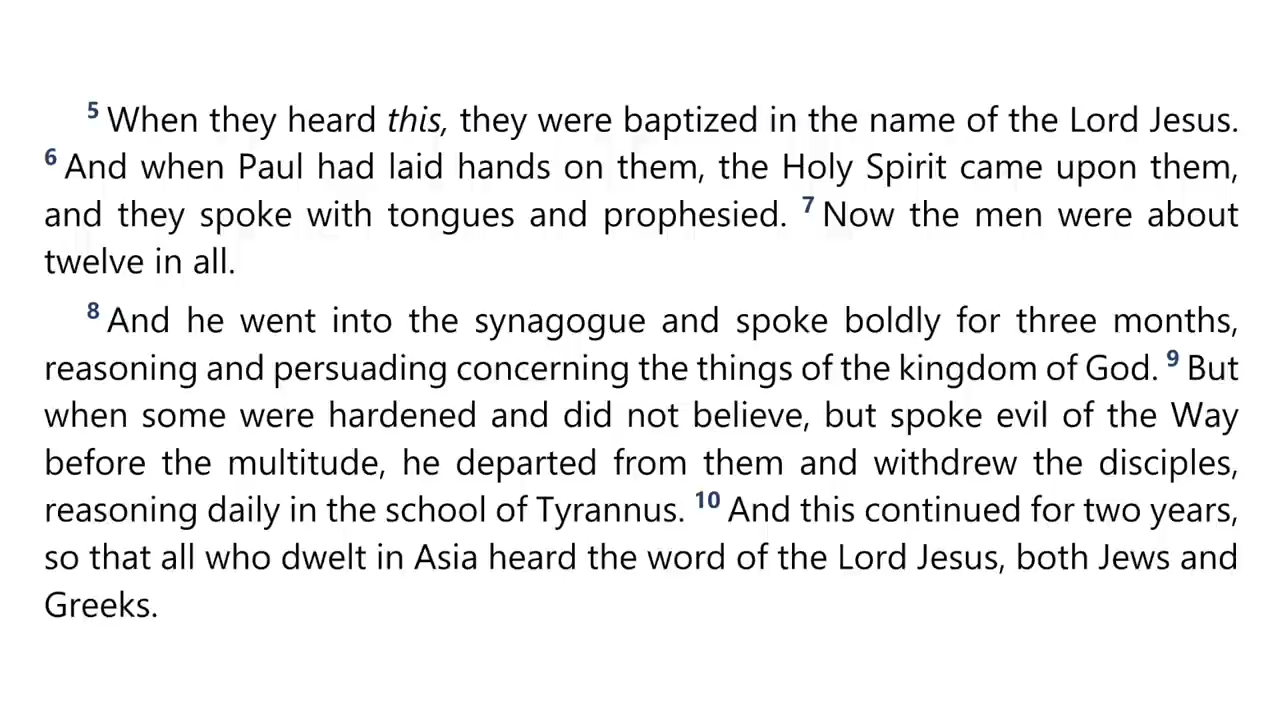 5 When they heard this, they were baptized in the name of the Lord Jesus.
6 And when Paul had laid hands on them, the Holy Spirit came upon them,
and they spoke with tongues and prophesied. 7 Now the men were about
twelve in all.
8 And he went into the synagogue and spoke boldly for three months,
reasoning and persuading concerning the things of the kingdom of God. 9 But
when some were hardened and did not believe, but spoke evil of the Way
before the multitude, he departed from them and withdrew the disciples,
reasoning daily in the school of Tyrannus. 10 And this continued for two years,
so that all who dwelt in Asia heard the word of the Lord Jesus, both Jews and
Greeks.